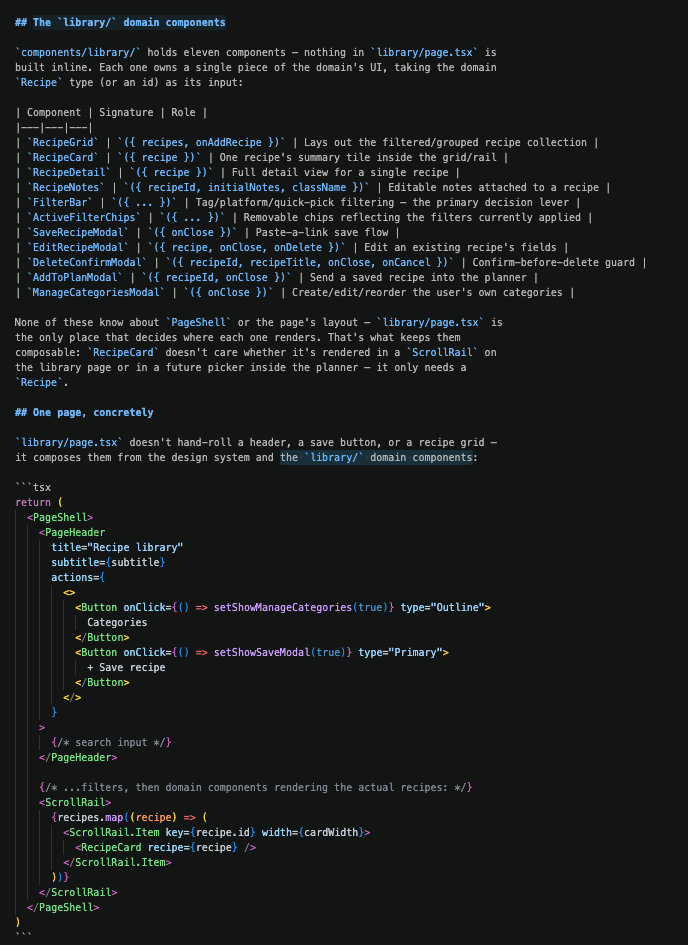 ## The `library/` domain components
`components/library/` holds eleven components — nothing in `library/page.tsx` is
built inline. Each one owns a single piece of the domain's UI, taking the domain
`Recipe` type (or an id) as its input:
| Component | Signature | Role |
|---|---|---|
| `RecipeGrid` | `({ recipes, onAddRecipe })` | Lays out the filtered/grouped recipe collection |
| `RecipeCard` | `({ recipe })` | One recipe's summary tile inside the grid/rail |
| `RecipeDetail` | `({ recipe })` | Full detail view for a single recipe |
| `RecipeNotes` | `({ recipeId, initialNotes, className })` | Editable notes attached to a recipe |
| `FilterBar` | `({ ... })` | Tag/platform/quick-pick filtering — the primary decision lever |
| `ActiveFilterChips` | `({ ... })` | Removable chips reflecting the filters currently applied |
| `SaveRecipeModal` | `({ onClose })` | Paste-a-link save flow |
| `EditRecipeModal` | `({ recipe, onClose, onDelete })` | Edit an existing recipe's fields |
| `DeleteConfirmModal` | `({ recipeId, recipeTitle, onClose, onCancel })` | Confirm-before-delete guard |
| `AddToPlanModal` | `({ recipeId, onClose })` | Send a saved recipe into the planner |
| `ManageCategoriesModal` | `({ onClose })` | Create/edit/reorder the user's own categories |
None of these know about `PageShell` or the page's layout — `library/page.tsx` is
the only place that decides where each one renders. That's what keeps them
composable: `RecipeCard` doesn't care whether it's rendered in a `ScrollRail` on
the library page or in a future picker inside the planner — it only needs a
`Recipe`.
## One page, concretely
`library/page.tsx` doesn't hand-roll a header, a save button, or a recipe grid —
it composes them from the design system and the `library/` domain components:
```tsx
return (
<PageShell>
<PageHeader
title="Recipe library"
subtitle={subtitle}
actions={
<>
<Button onClick={() => setShowManageCategories(true)} type="Outline">
Categories
</Button>
<Button onClick={() => setShowSaveModal(true)} type="Primary">
+ Save recipe
</Button>
</>
}
>
{/* search input */}
</PageHeader>
{/* ...filters, then domain components rendering the actual recipes: */}
<ScrollRail>
{recipes.map((recipe) => (
<ScrollRail.Item key={recipe.id} width={cardWidth}>
<RecipeCard recipe={recipe} />
</ScrollRail.Item>
))}
</ScrollRail>
</PageShell>
)
```